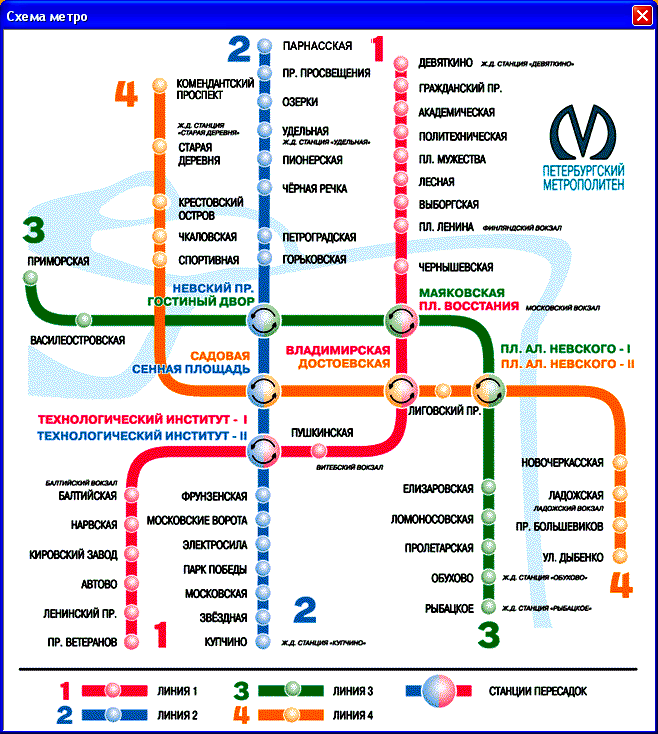 Схема метро
2
ПАРНАССКАЯ
ПР. ПРОСВЕЩЕНИЯ
ОЗЕРКИ
УДЕЛЬНАЯ
Ж.Д. СТАНЦИЯ «УДЕЛЬНАЯ»
ПИОНЕРСКАЯ
ЧЁРНАЯ РЕЧКА
ПЕТРОГРАДСКАЯ
ГОРЬКОВСКАЯ
1
ДЕВЯТКИНО
Ж.Д. СТАНЦИЯ «ДЕВЯТКИНО»
ГРАЖДАНСКИЙ ПР.
АКАДЕМИЧЕСКАЯ
ПОЛИТЕХНИЧЕСКАЯ
ПЛ. МУЖЕСТВА
ЛЕСНАЯ
ВЫБОРГСКАЯ
ПЛ. ЛЕНИНА
ФИНЛЯНДСКИЙ ВОКЗАЛ
ЧЕРНЫШЕВСКАЯ
ПЕТЕРБУРГСКИЙ
МЕТРОПОЛИТЕН
4
КОМЕНДАНТСКИЙ
ПРОСПЕКТ
Ж.Д. СТАНЦИЯ
«СТАРАЯ ДЕРЕВНЯ»
СТАРАЯ
ДЕРЕВНЯ
КРЕСТОВСКИЙ
ОСТРОВ
ЧКАЛОВСКАЯ
СПОРТИВНАЯ
3
ПРИМОРСКАЯ
ВАСИЛЕОСТРОВСКАЯ
НЕВСКИЙ ПР.
ГОСТИНЫЙ ДВОР
МАЯКОВСКАЯ
ПЛ. ВОССТАНИЯ
МОСКОВСКИЙ ВОКЗАЛ
САДОВАЯ
СЕННАЯ ПЛОЩАДЬ
ВЛАДИМИРСКАЯ
ДОСТОЕВСКАЯ
ПЛ. АЛ. НЕВСКОГО - I
ПЛ. АЛ. НЕВСКОГО - II
ЛИГОВСКИЙ ПР.
ТЕХНОЛОГИЧЕСКИЙ ИНСТИТУТ - I
ТЕХНОЛОГИЧЕСКИЙ ИНСТИТУТ - II
ПУШКИНСКАЯ
ВИТЕБСКИЙ ВОКЗАЛ
БАЛТИЙСКИЙ ВОКЗАЛ
БАЛТИЙСКАЯ
НАРВСКАЯ
КИРОВСКИЙ ЗАВОД
АВТОВО
ЛЕНИНСКИЙ ПР.
ПР. ВЕТЕРАНОВ
1
ФРУНЗЕНСКАЯ
МОСКОВСКИЕ ВОРОТА
ЭЛЕКТРОСИЛА
ПАРК ПОБЕДЫ
МОСКОВСКАЯ
ЗВЁЗДНАЯ
КУПЧИНО
2
Ж.Д. СТАНЦИЯ «КУПЧИНО»
ЕЛИЗАРОВСКАЯ
ЛОМОНОСОВСКАЯ
ПРОЛЕТАРСКАЯ
ОБУХОВО
Ж.Д. СТАНЦИЯ «ОБУХОВО»
РЫБАЦКОЕ
Ж.Д. СТАНЦИЯ «РЫБАЦКОЕ»
3
НОВОЧЕРКАССКАЯ
ЛАДОЖСКАЯ
ЛАДОЖСКИЙ ВОКЗАЛ
ПР. БОЛЬШЕВИКОВ
УЛ. ДЫБЕНКО
4
1 ЛИНИЯ 1
3 ЛИНИЯ 3
СТАНЦИИ ПЕРЕСАДОК
2 ЛИНИЯ 2
4 ЛИНИЯ 4